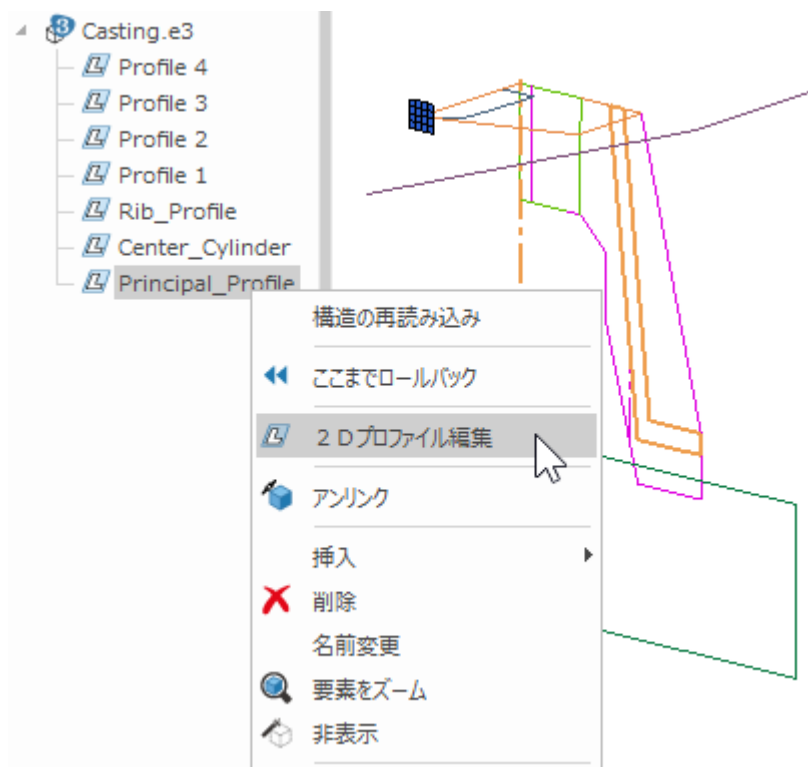 Casting.e3
Profile 4
Profile 3
Profile 2
Profile 1
Rib_Profile
Center_Cylinder
Principal_Profile
構造の再読み込み
ここまでロールバック
２Ｄプロファイル編集
アンリンク
挿入
削除
名前変更
要素をズーム
非表示